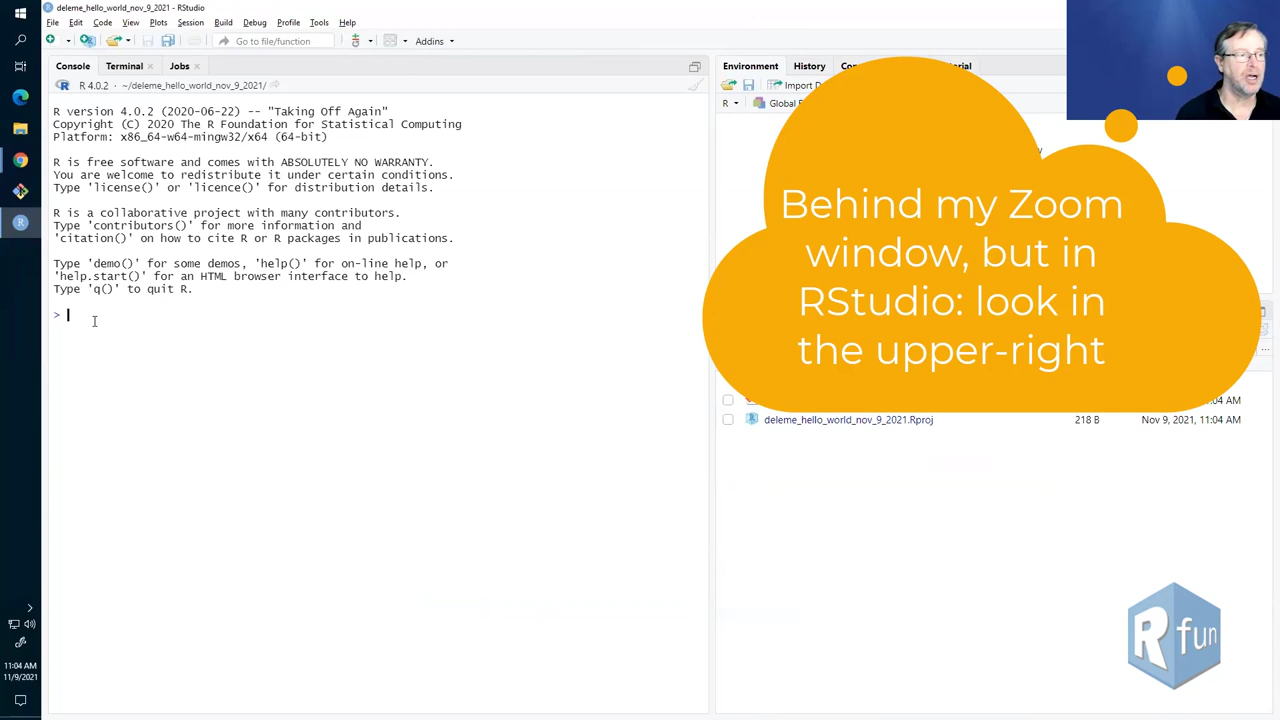 deleme_hello_world_nov_9_2021 - RStudio
File Edit Code View Plots Session Build Debug Profile Tools Help
Go to file/function Addins
Console Terminal Jobs
R 4.0.2 · ~/deleme_hello_world_nov_9_2021/
R version 4.0.2 (2020-06-22) -- "Taking Off Again"
Copyright (C) 2020 The R Foundation for Statistical Computing
Platform: x86_64-w64-mingw32/x64 (64-bit)
R is free software and comes with ABSOLUTELY NO WARRANTY.
You are welcome to redistribute it under certain conditions.
Type 'license()' or 'licence()' for distribution details.
R is a collaborative project with many contributors.
Type 'contributors()' for more information and
'citation()' on how to cite R or R packages in publications.
Type 'demo()' for some demos, 'help()' for on-line help, or
'help.start()' for an HTML browser interface to help.
Type 'q()' to quit R.
>
Environment History
R
Behind my Zoom
window, but in
RStudio: look in
the upper-right
deleme_hello_world_nov_9_2021.Rproj 218 B Nov 9, 2021, 11:04 AM
R fun
11:04 AM
11/9/2021